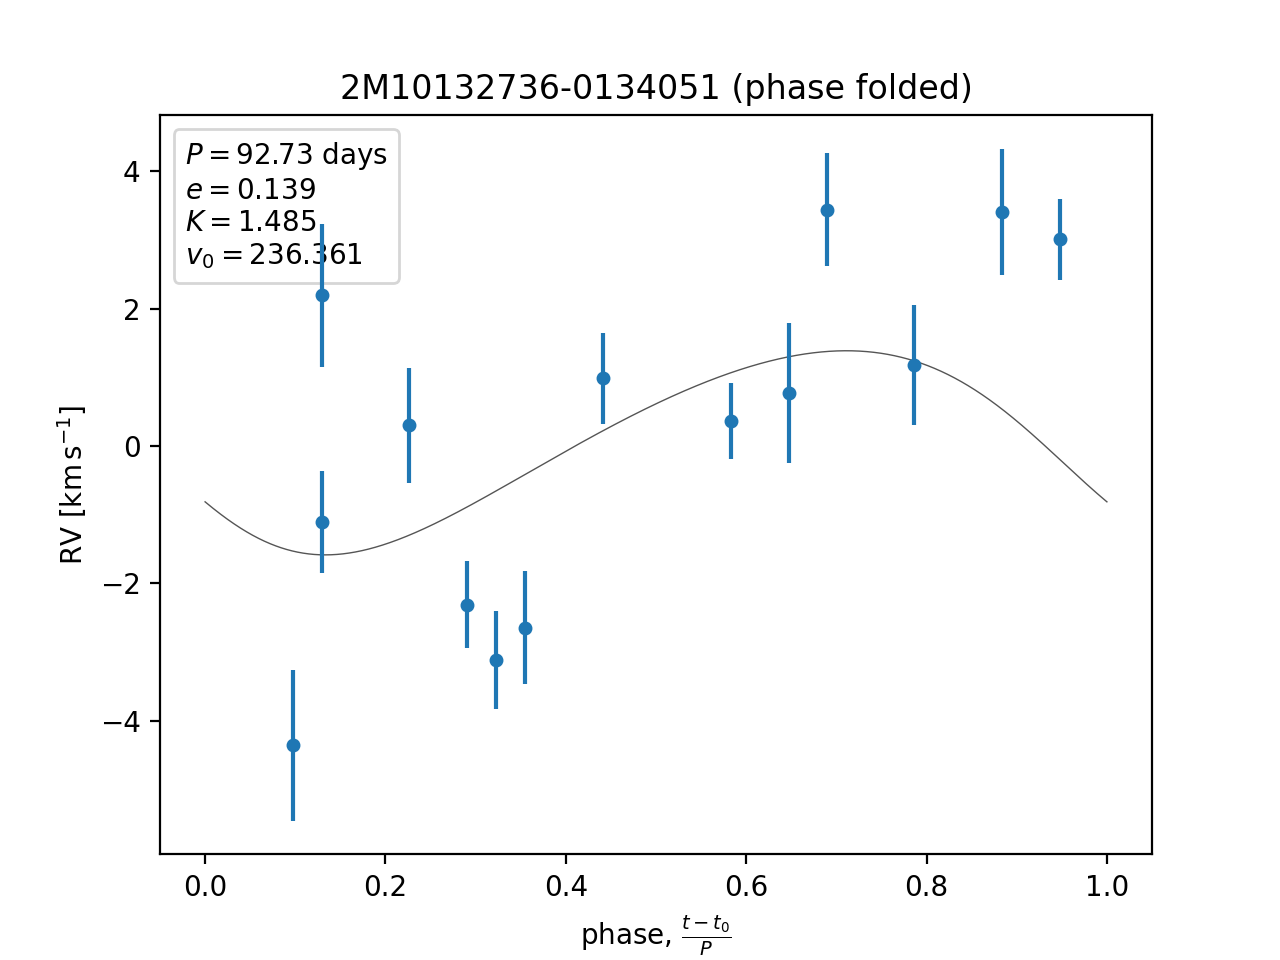 2M10132736-0134051 (phase folded)
P = 92.73 days
e = 0.139
K = 1.485
v₀ = 236.361
4
2
0
−2
−4
RV [km s⁻¹]
0.0 0.2 0.4 0.6 0.8 1.0
phase, (t − t₀)/P